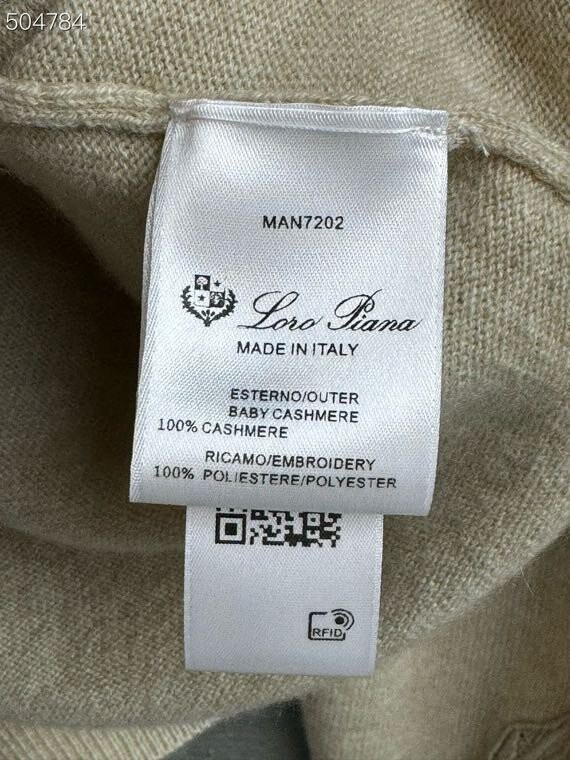 504784
MAN7202
Loro Piana
MADE IN ITALY
ESTERNO/OUTER
BABY CASHMERE
100% CASHMERE
RICAMO/EMBROIDERY
100% POLIESTERE/POLYESTER
RFID